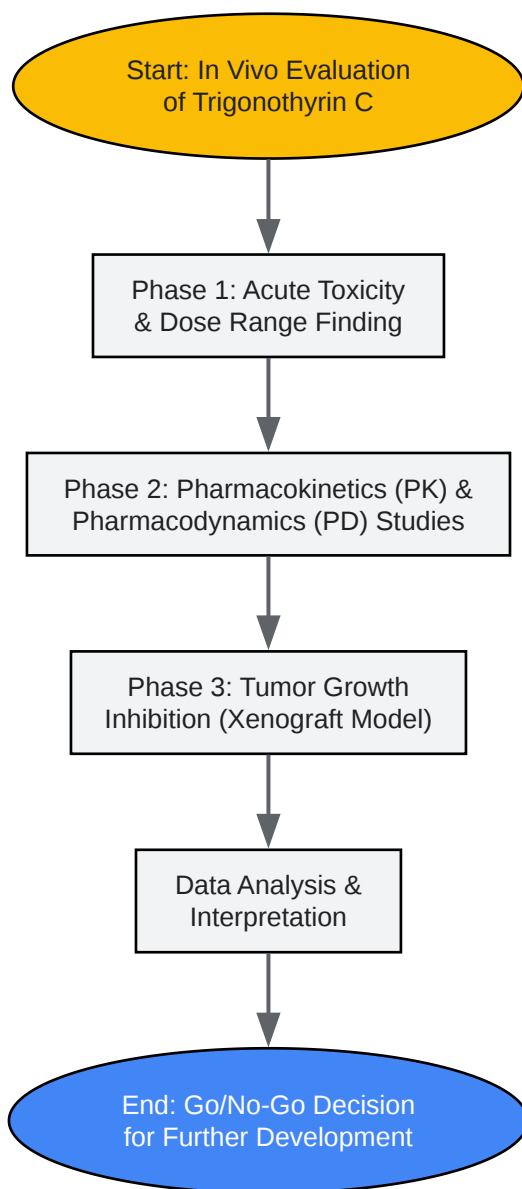 Start: In Vivo Evaluation
of Trigonothyrin C
Phase 1: Acute Toxicity
& Dose Range Finding
Phase 2: Pharmacokinetics (PK) &
Pharmacodynamics (PD) Studies
Phase 3: Tumor Growth
Inhibition (Xenograft Model)
Data Analysis &
Interpretation
End: Go/No-Go Decision
for Further Development